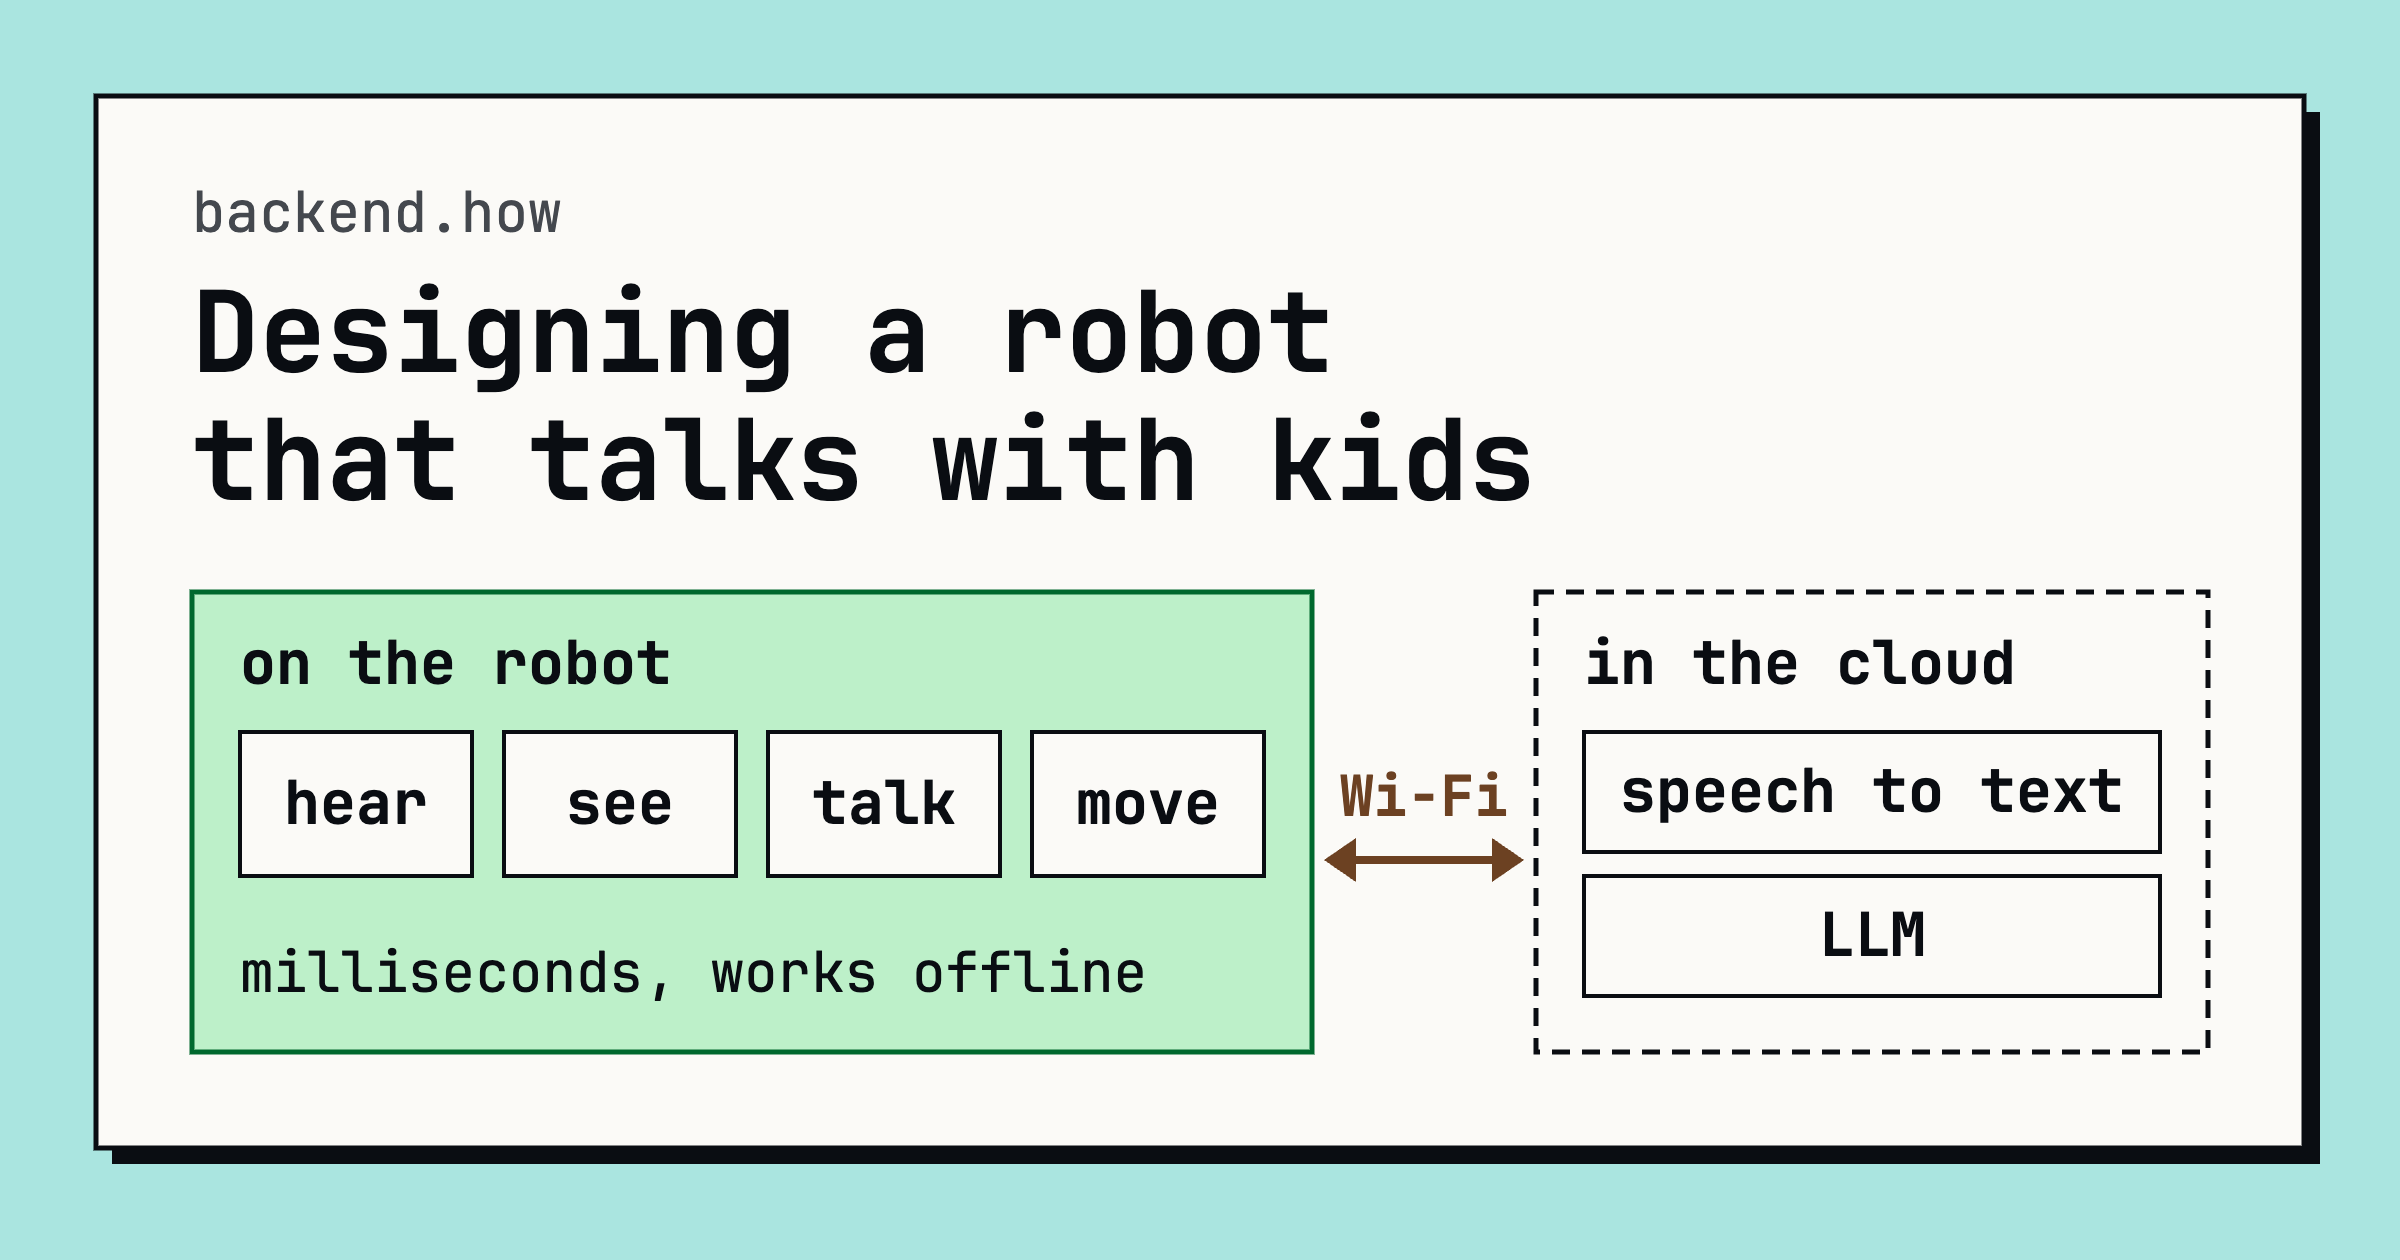 backend.how
Designing a robot
that talks with kids
on the robot
hear see talk move
milliseconds, works offline
Wi-Fi
in the cloud
speech to text
LLM